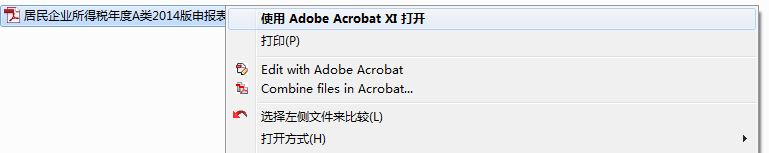 居民企业所得税年度A类2014版申报表
使用 Adobe Acrobat XI 打开
打印(P)
Edit with Adobe Acrobat
Combine files in Acrobat...
选择左侧文件来比较(L)
打开方式(H)